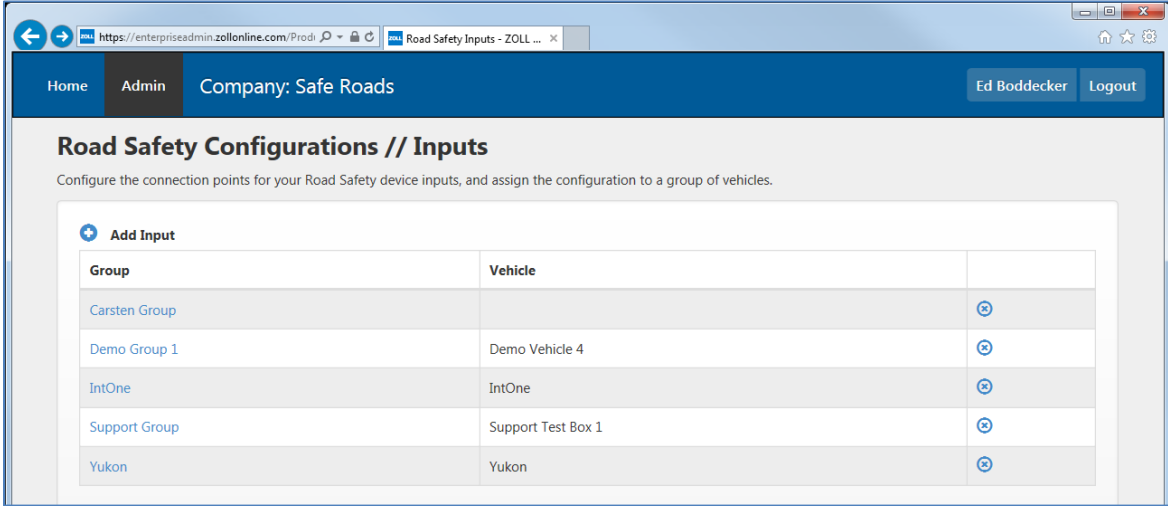 https://enterpriseadmin.zollonline.com/Prod
ZOLL Road Safety Inputs - ZOLL ...
Home Admin Company: Safe Roads Ed Boddecker Logout
Road Safety Configurations // Inputs
Configure the connection points for your Road Safety device inputs, and assign the configuration to a group of vehicles.
Add Input
Group Vehicle
Carsten Group
Demo Group 1 Demo Vehicle 4
IntOne IntOne
Support Group Support Test Box 1
Yukon Yukon